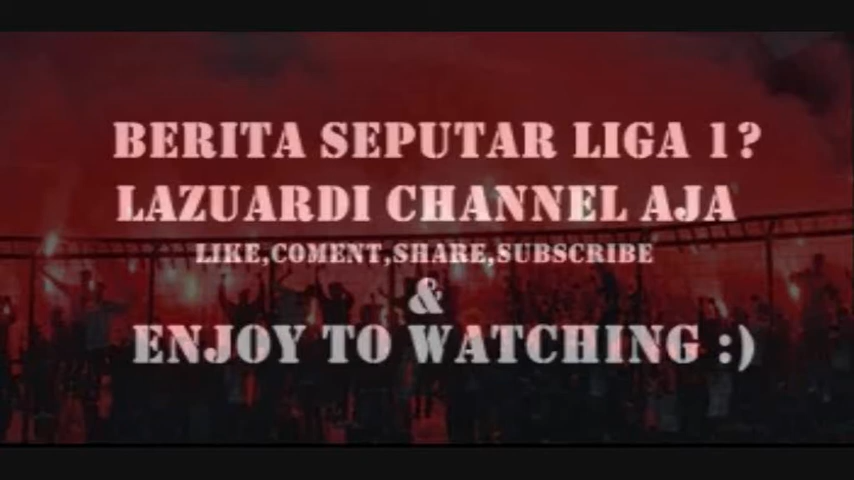 BERITA SEPUTAR LIGA 1?
LAZUARDI CHANNEL AJA
LIKE,COMENT,SHARE,SUBSCRIBE
&
ENJOY TO WATCHING :)